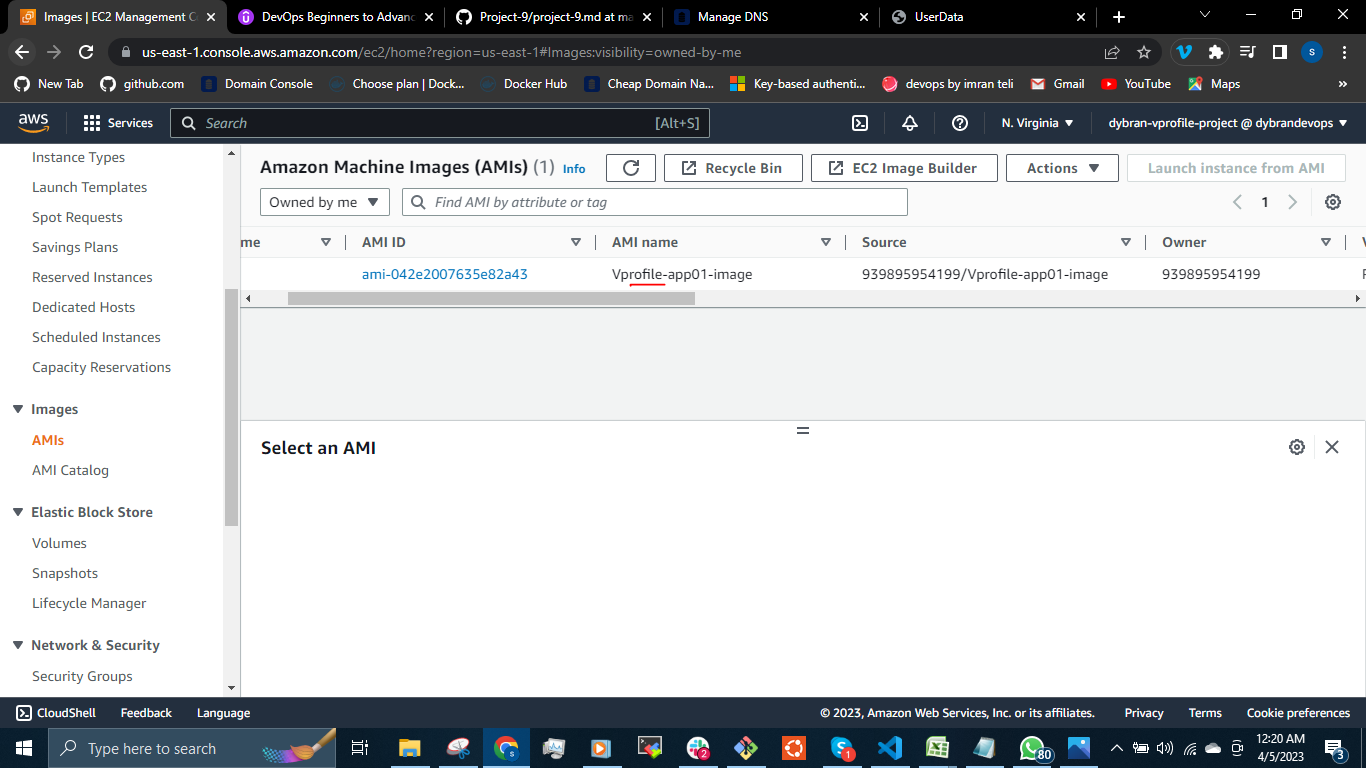 Images | EC2 Management C
DevOps Beginners to Advanc
Project-9/project-9.md at ma
Manage DNS
UserData
us-east-1.console.aws.amazon.com/ec2/home?region=us-east-1#Images:visibility=owned-by-me
S
New Tab
github.com
Domain Console
Choose plan | Dock...
Docker Hub
Cheap Domain Na...
Key-based authenti...
devops by imran teli
Gmail
YouTube
Maps
»
aws
Services
Search
[Alt+S]
N. Virginia
dybran-vprofile-project @ dybrandevops
Instance Types
Launch Templates
Spot Requests
Savings Plans
Reserved Instances
Dedicated Hosts
Scheduled Instances
Capacity Reservations
Images
AMIs
AMI Catalog
Elastic Block Store
Volumes
Snapshots
Lifecycle Manager
Network & Security
Security Groups
Amazon Machine Images (AMIs) (1) Info
Recycle Bin
EC2 Image Builder
Actions
Launch instance from AMI
Owned by me
Find AMI by attribute or tag
1
me
AMI ID
AMI name
Source
Owner
ami-042e2007635e82a43
Vprofile-app01-image
939895954199/Vprofile-app01-image
939895954199
Select an AMI
CloudShell
Feedback
Language
© 2023, Amazon Web Services, Inc. or its affiliates.
Privacy
Terms
Cookie preferences
Type here to search
S
2
1
80
12:20 AM
4/5/2023
3